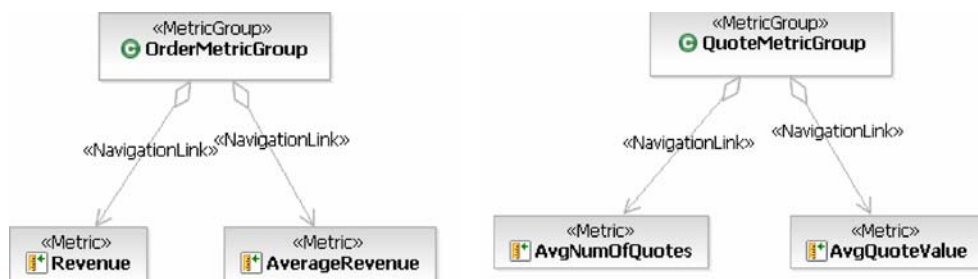 «MetricGroup»
OrderMetricGroup
«NavigationLink»
«NavigationLink»
«Metric»
Revenue
«Metric»
AverageRevenue
«MetricGroup»
QuoteMetricGroup
«NavigationLink»
«NavigationLink»
«Metric»
AvgNumOfQuotes
«Metric»
AvgQuoteValue